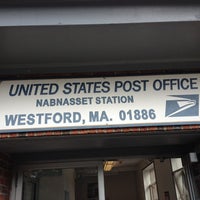 UNITED STATES POST OFFICE
NABNASSET STATION
WESTFORD, MA. 01886